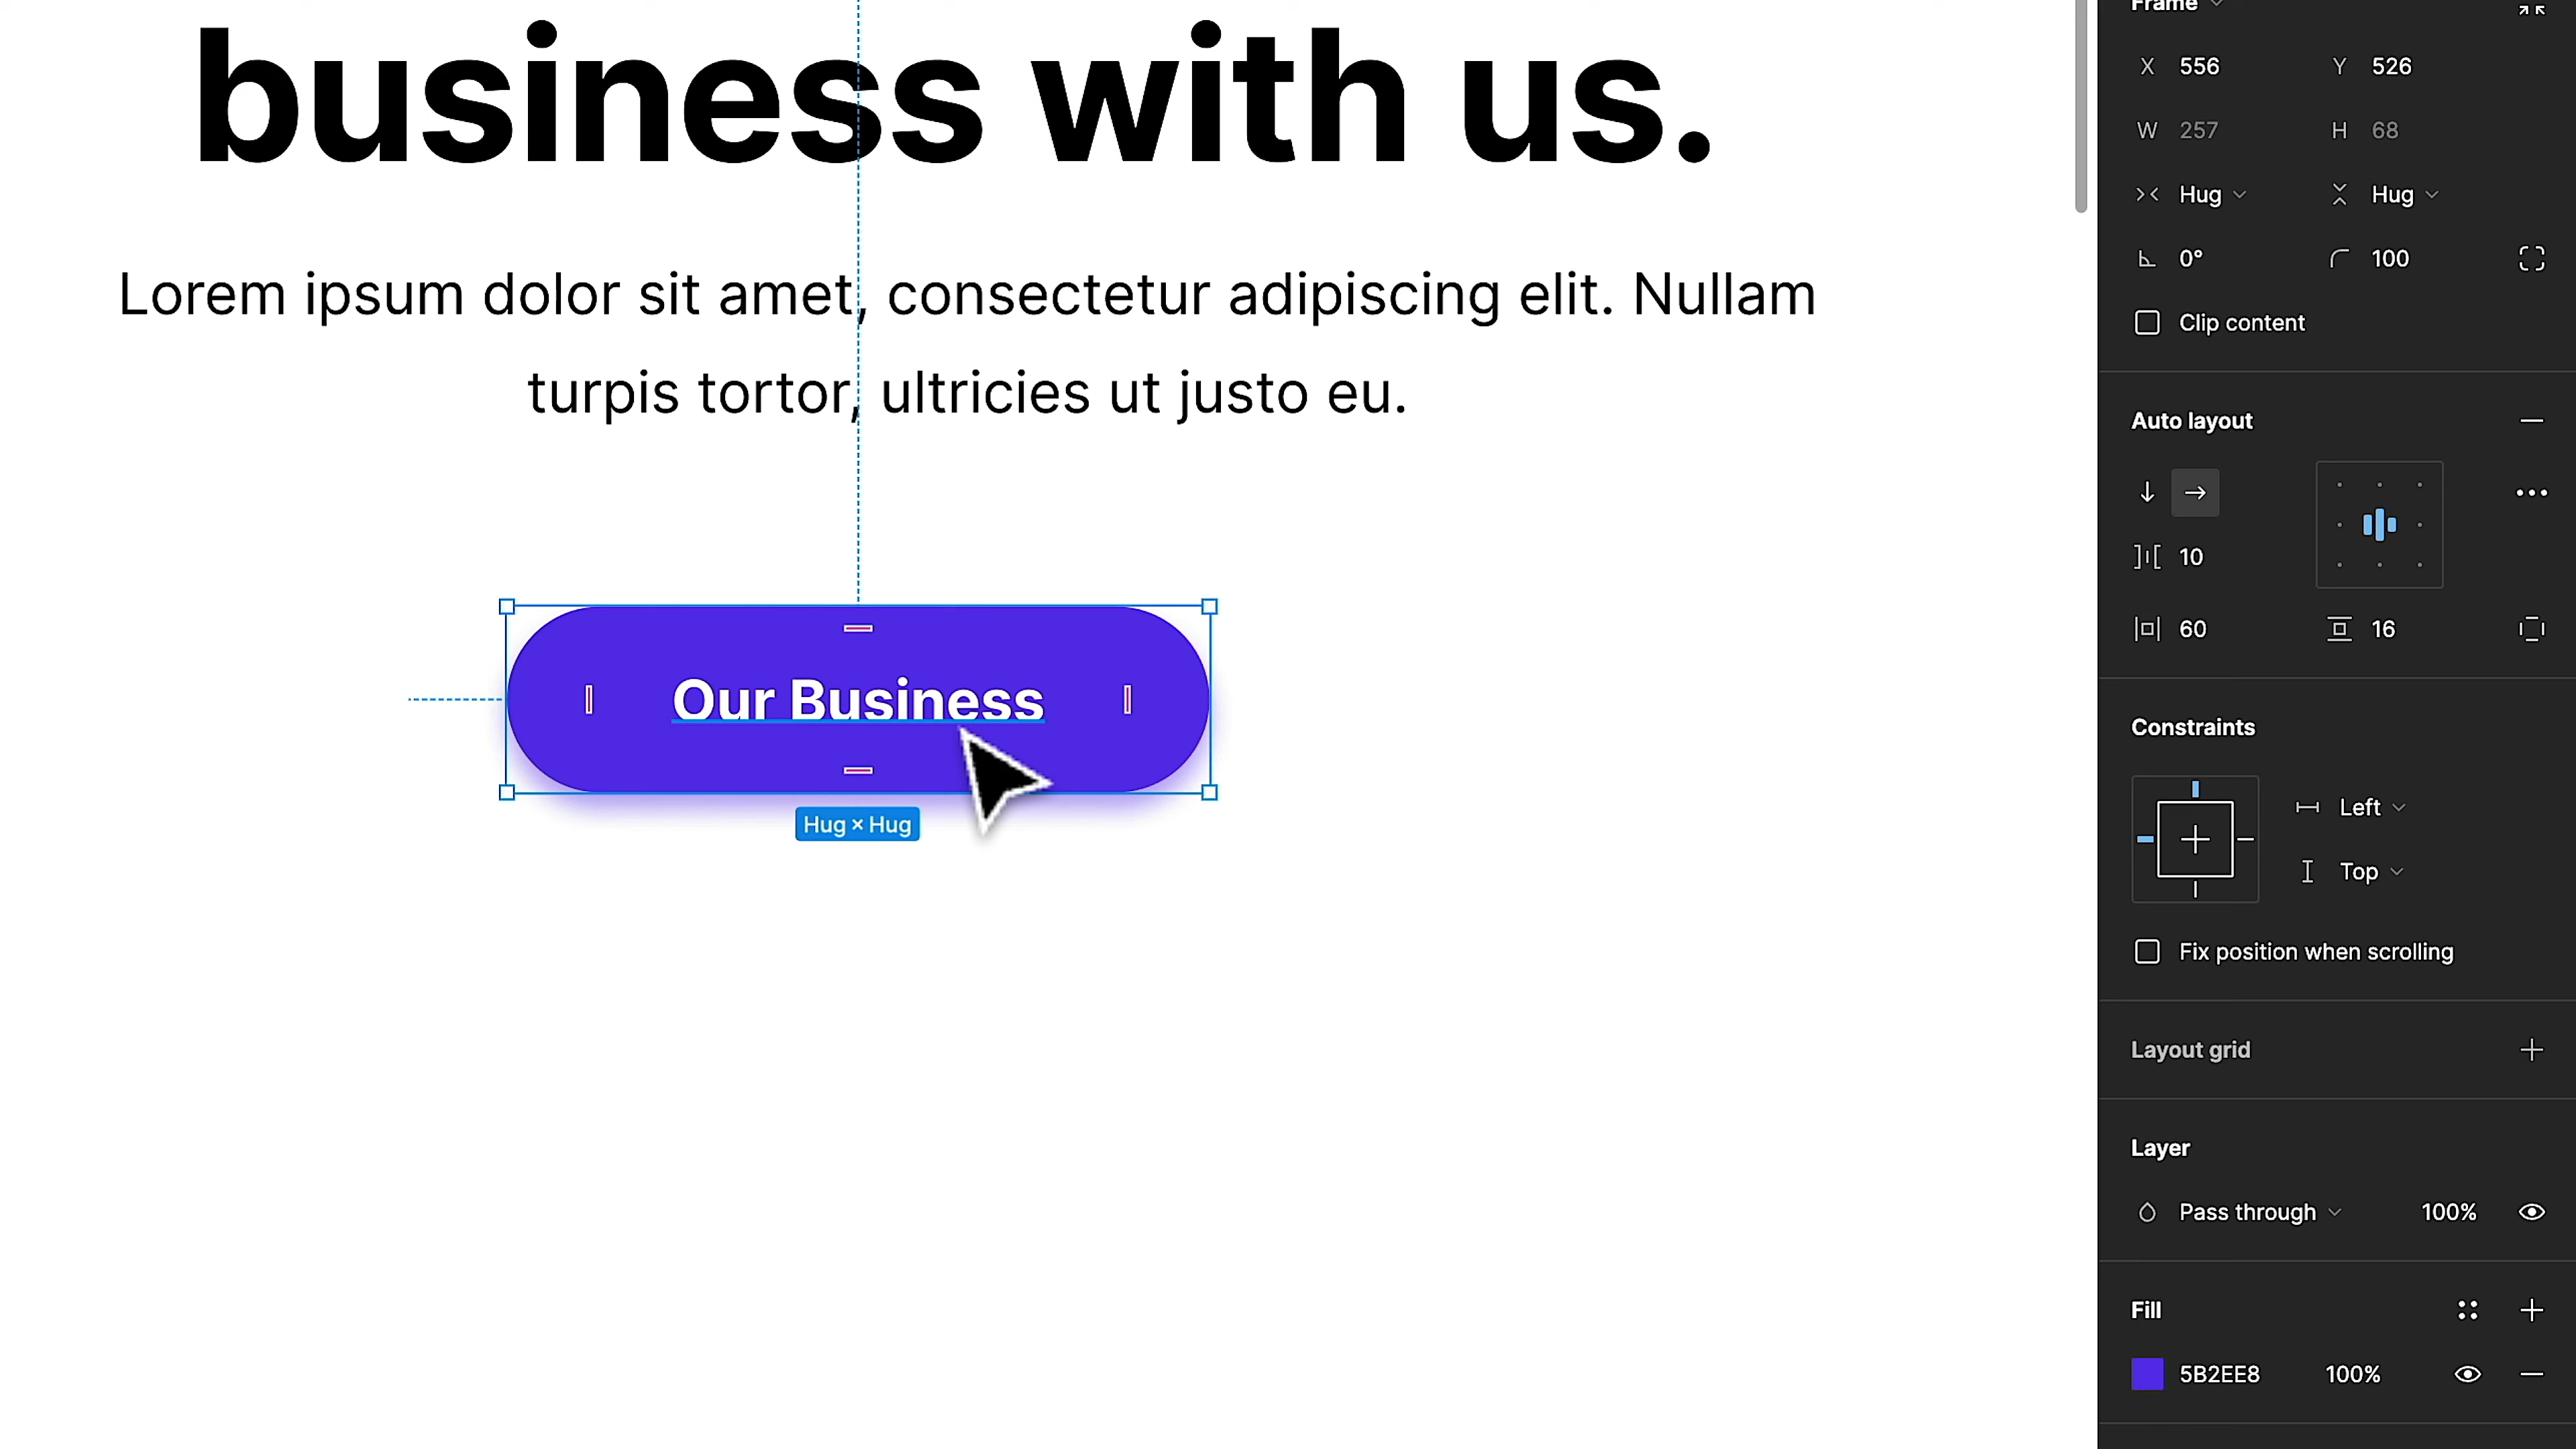 business with us.
Lorem ipsum dolor sit amet, consectetur adipiscing elit. Nullam
turpis tortor, ultricies ut justo eu.
Our Business
Hug × Hug
Frame
X 556 Y 526
W 257 H 68
Hug Hug
0° 100
Clip content
Auto layout
10
60 16
Constraints
Left
Top
Fix position when scrolling
Layout grid
Layer
Pass through 100%
Fill
5B2EE8 100%